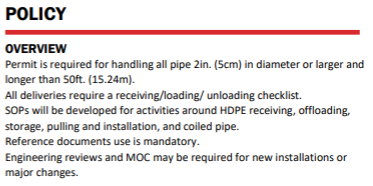 POLICY
OVERVIEW
Permit is required for handling all pipe 2in. (5cm) in diameter or larger and
longer than 50ft. (15.24m).
All deliveries require a receiving/loading/ unloading checklist.
SOPs will be developed for activities around HDPE receiving, offloading,
storage, pulling and installation, and coiled pipe.
Reference documents use is mandatory.
Engineering reviews and MOC may be required for new installations or
major changes.